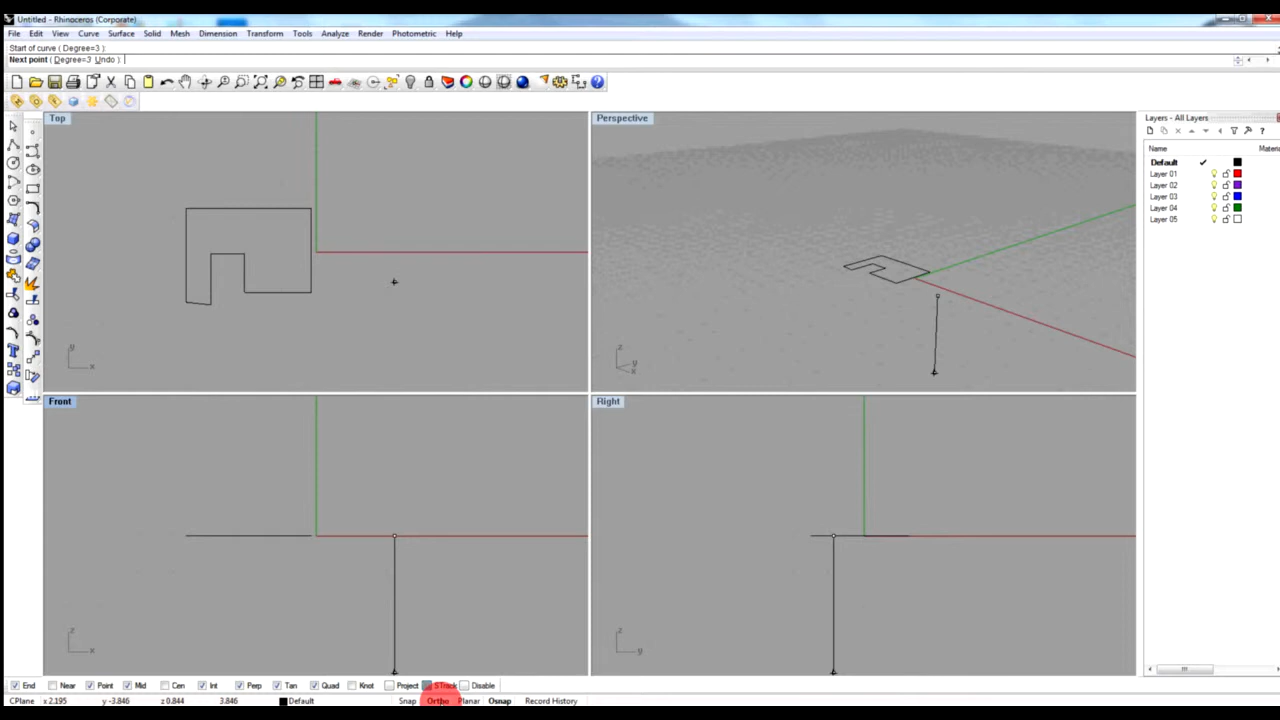 Untitled - Rhinoceros (Corporate)
File Edit View Curve Surface Solid Mesh Dimension Transform Tools Analyze Render Photometric Help
Start of curve ( Degree=3 ):
Next point ( Degree=3 Undo ):
Top
Perspective
Layers - All Layers
Name Materi
Default
Layer 01
Layer 02
Layer 03
Layer 04
Layer 05
y
x
z
y
x
Front
Right
z
x
z
y
End Near Point Mid Cen Int Perp Tan Quad Knot Project STrack Disable
CPlane x 2.195 y -3.846 z 0.844 3.846 Default Snap Ortho Planar Osnap Record History